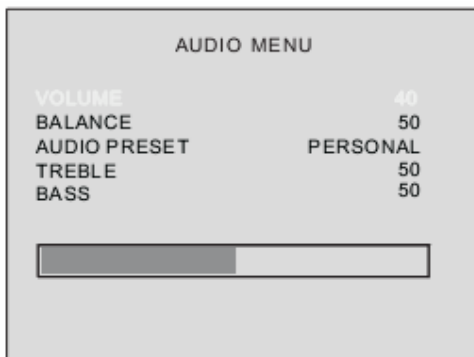 AUDIO MENU
VOLUME 40
BALANCE 50
AUDIO PRESET PERSONAL
TREBLE 50
BASS 50